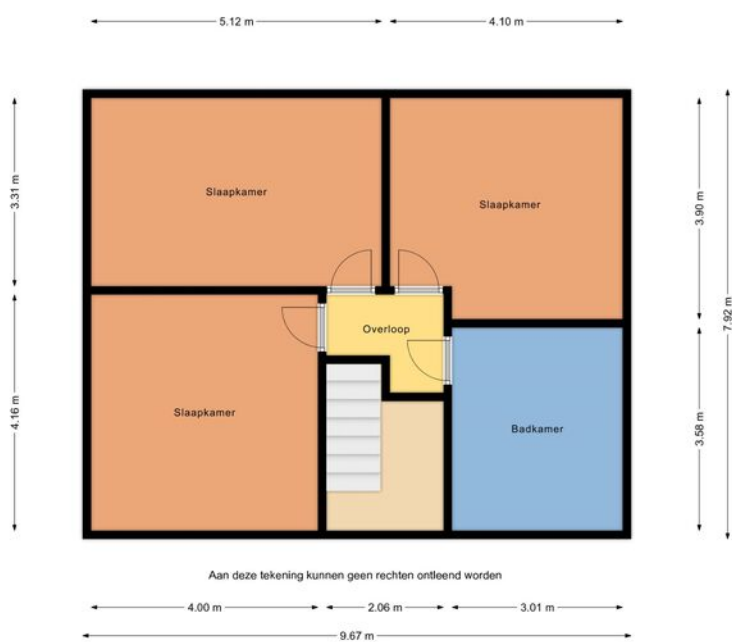 5.12 m
4.10 m
3.31 m
3.90 m
7.92 m
Slaapkamer
Slaapkamer
Overloop
4.16 m
Slaapkamer
Badkamer
3.58 m
Aan deze tekening kunnen geen rechten ontleend worden
4.00 m
2.06 m
3.01 m
9.67 m